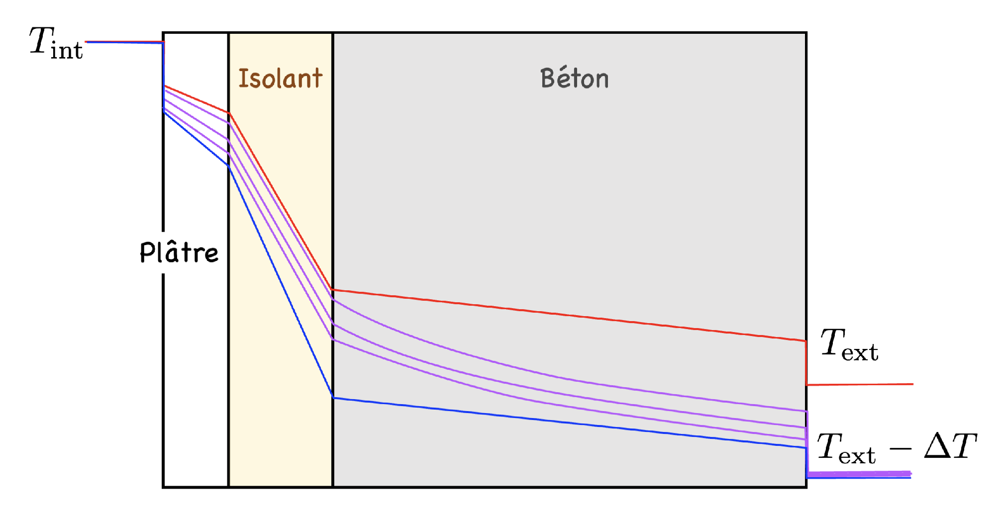 T_int
Isolant
Béton
Plâtre
T_ext
T_ext − ΔT